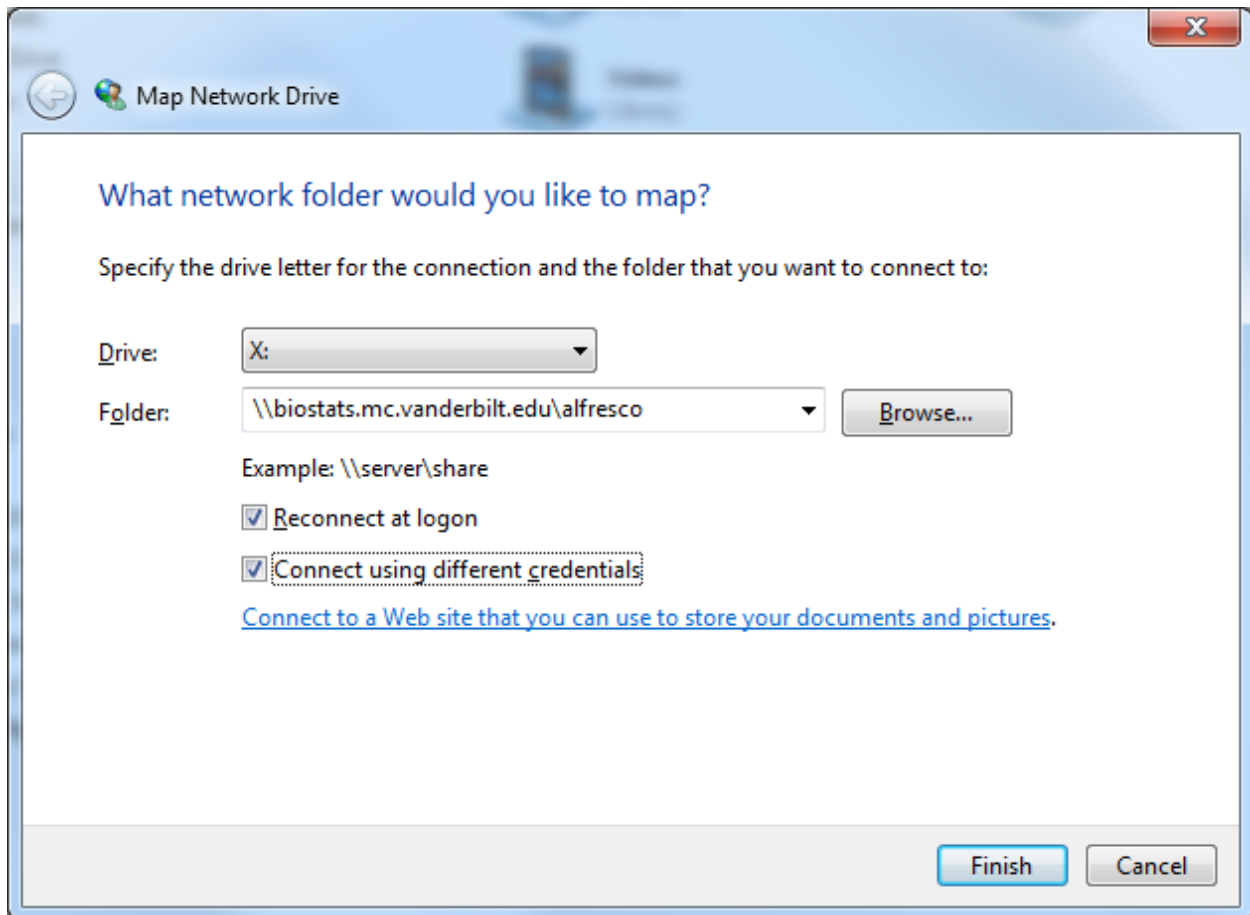 Map Network Drive
What network folder would you like to map?
Specify the drive letter for the connection and the folder that you want to connect to:
Drive: X:
Folder: \\biostats.mc.vanderbilt.edu\alfresco Browse...
Example: \\server\share
Reconnect at logon
Connect using different credentials
Connect to a Web site that you can use to store your documents and pictures.
Finish Cancel